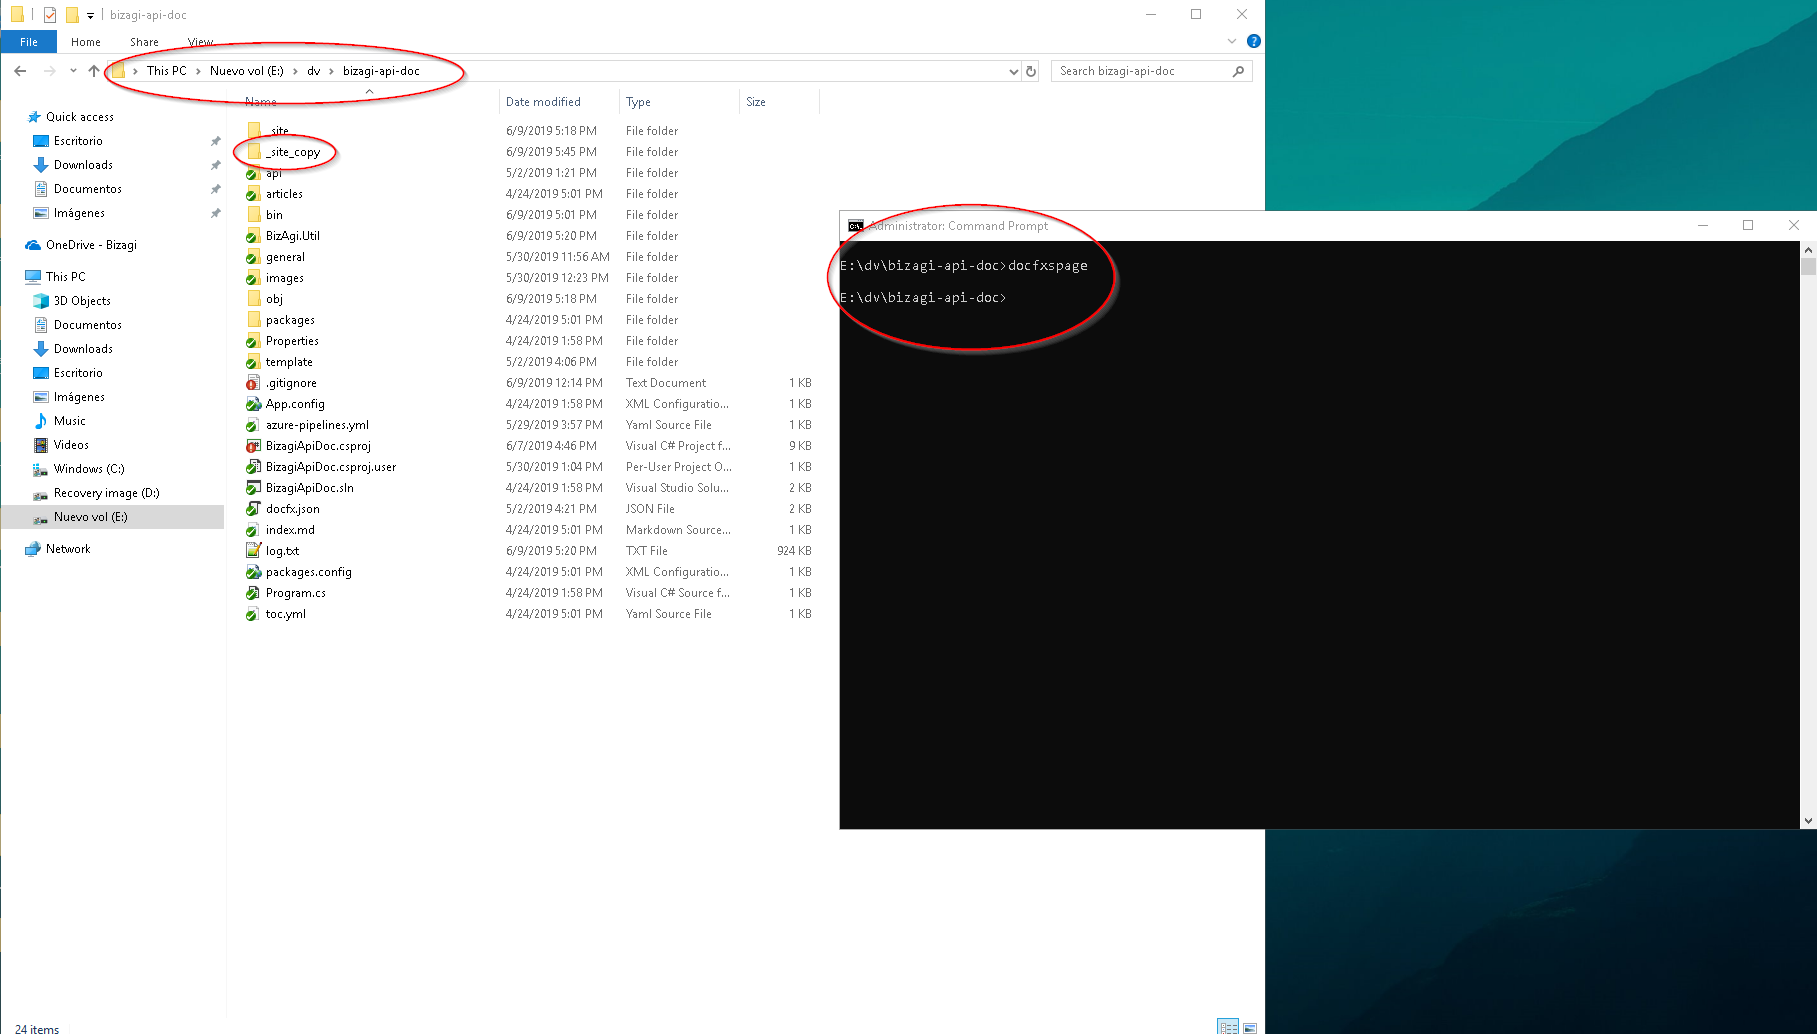 bizagi-api-doc
File Home Share View
This PC Nuevo vol (E:) dv bizagi-api-doc Search bizagi-api-doc
Name Date modified Type Size
Quick access
Escritorio
Downloads
Documentos
Imágenes
OneDrive - Bizagi
This PC
3D Objects
Documentos
Downloads
Escritorio
Imágenes
Music
Videos
Windows (C:)
Recovery image (D:)
Nuevo vol (E:)
Network
_site 6/9/2019 5:18 PM File folder
_site_copy 6/9/2019 5:45 PM File folder
api 5/2/2019 1:21 PM File folder
articles 4/24/2019 5:01 PM File folder
bin 6/9/2019 5:01 PM File folder
BizAgi.Util 6/9/2019 5:20 PM File folder
general 5/30/2019 11:56 AM File folder
images 5/30/2019 12:23 PM File folder
obj 6/9/2019 5:18 PM File folder
packages 4/24/2019 5:01 PM File folder
Properties 4/24/2019 1:58 PM File folder
template 5/2/2019 4:06 PM File folder
.gitignore 6/9/2019 12:14 PM Text Document 1 KB
App.config 4/24/2019 1:58 PM XML Configuratio... 1 KB
azure-pipelines.yml 5/29/2019 3:57 PM Yaml Source File 1 KB
BizagiApiDoc.csproj 6/7/2019 4:46 PM Visual C# Project f... 9 KB
BizagiApiDoc.csproj.user 5/30/2019 1:04 PM Per-User Project O... 1 KB
BizagiApiDoc.sln 4/24/2019 1:58 PM Visual Studio Solu... 2 KB
docfx.json 5/2/2019 4:21 PM JSON File 2 KB
index.md 4/24/2019 5:01 PM Markdown Source... 1 KB
log.txt 6/9/2019 5:20 PM TXT File 924 KB
packages.config 4/24/2019 5:01 PM XML Configuratio... 1 KB
Program.cs 4/24/2019 1:58 PM Visual C# Source f... 1 KB
toc.yml 4/24/2019 5:01 PM Yaml Source File 1 KB
24 items
Administrator: Command Prompt
E:\dv\bizagi-api-doc>docfxspage
E:\dv\bizagi-api-doc>